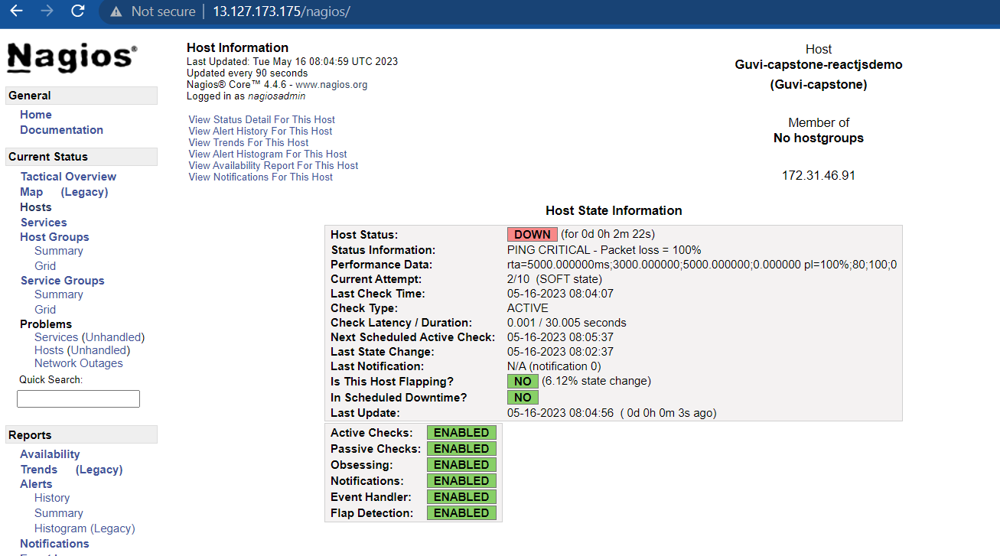 Not secure | 13.127.173.175/nagios/
Nagios®
General
Home
Documentation
Current Status
Tactical Overview
Map (Legacy)
Hosts
Services
Host Groups
Summary
Grid
Service Groups
Summary
Grid
Problems
Services (Unhandled)
Hosts (Unhandled)
Network Outages
Quick Search:
Reports
Availability
Trends (Legacy)
Alerts
History
Summary
Histogram (Legacy)
Notifications
Host Information
Last Updated: Tue May 16 08:04:59 UTC 2023
Updated every 90 seconds
Nagios® Core™ 4.4.6 - www.nagios.org
Logged in as nagiosadmin
View Status Detail For This Host
View Alert History For This Host
View Trends For This Host
View Alert Histogram For This Host
View Availability Report For This Host
View Notifications For This Host
Host
Guvi-capstone-reactjsdemo
(Guvi-capstone)
Member of
No hostgroups
172.31.46.91
Host State Information
Host Status: DOWN (for 0d 0h 2m 22s)
Status Information: PING CRITICAL - Packet loss = 100%
Performance Data: rta=5000.000000ms;3000.000000;5000.000000;0.000000 pl=100%;80;100;0
Current Attempt: 2/10 (SOFT state)
Last Check Time: 05-16-2023 08:04:07
Check Type: ACTIVE
Check Latency / Duration: 0.001 / 30.005 seconds
Next Scheduled Active Check: 05-16-2023 08:05:37
Last State Change: 05-16-2023 08:02:37
Last Notification: N/A (notification 0)
Is This Host Flapping? NO (6.12% state change)
In Scheduled Downtime? NO
Last Update: 05-16-2023 08:04:56 ( 0d 0h 0m 3s ago)
Active Checks: ENABLED
Passive Checks: ENABLED
Obsessing: ENABLED
Notifications: ENABLED
Event Handler: ENABLED
Flap Detection: ENABLED